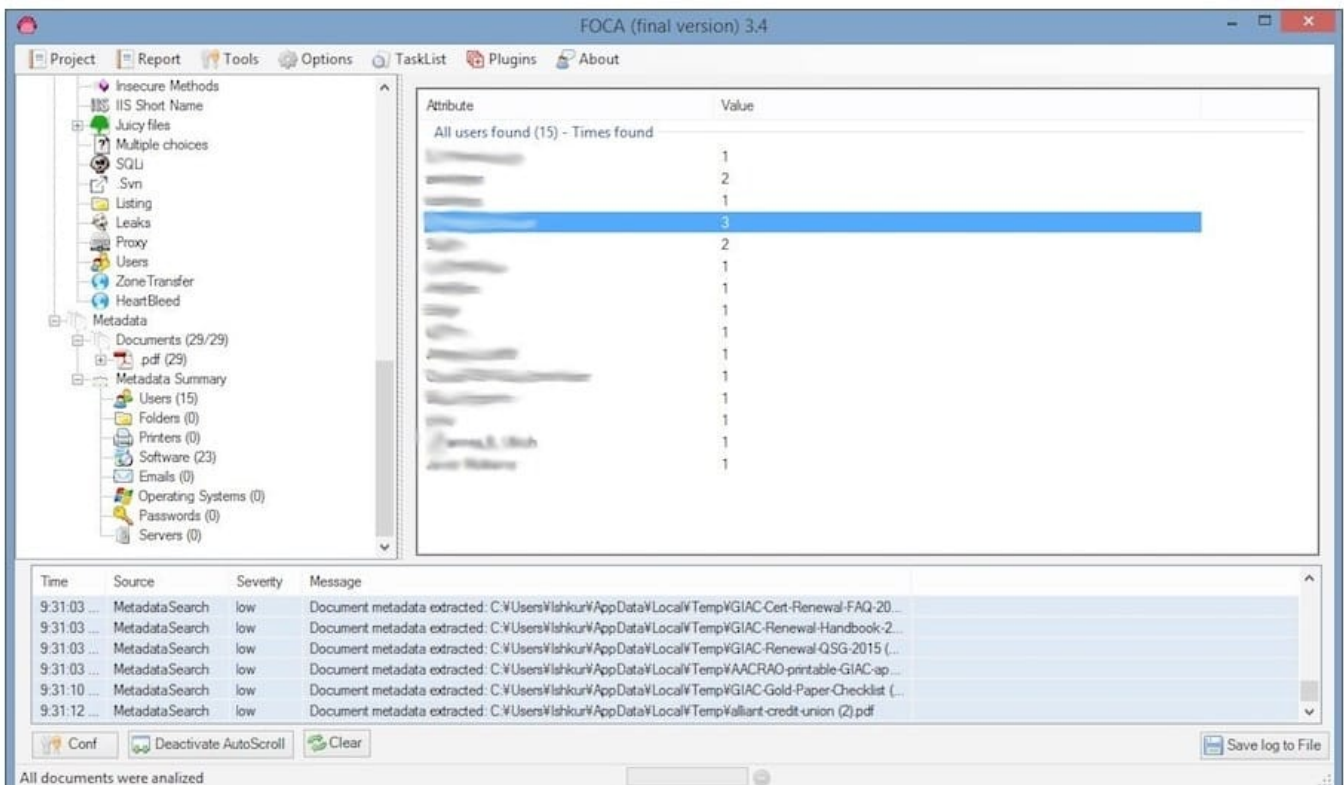 FOCA (final version) 3.4
Project Report Tools Options TaskList Plugins About
Insecure Methods
IIS Short Name
Juicy files
Multiple choices
SQLi
.Svn
Listing
Leaks
Proxy
Users
ZoneTransfer
HeartBleed
Metadata
Documents (29/29)
.pdf (29)
Metadata Summary
Users (15)
Folders (0)
Printers (0)
Software (23)
Emails (0)
Operating Systems (0)
Passwords (0)
Servers (0)
Attribute Value
All users found (15) - Times found
1
2
1
3
2
1
1
1
1
1
1
1
1
1
1
Time Source Severity Message
9:31:03 ... MetadataSearch low Document metadata extracted: C:¥Users¥Ishkur¥AppData¥Local¥Temp¥GIAC-Cert-Renewal-FAQ-20...
9:31:03 ... MetadataSearch low Document metadata extracted: C:¥Users¥Ishkur¥AppData¥Local¥Temp¥GIAC-Renewal-Handbook-2...
9:31:03 ... MetadataSearch low Document metadata extracted: C:¥Users¥Ishkur¥AppData¥Local¥Temp¥GIAC-Renewal-QSG-2015 (...
9:31:03 ... MetadataSearch low Document metadata extracted: C:¥Users¥Ishkur¥AppData¥Local¥Temp¥AACRAO-printable-GIAC-ap...
9:31:10 ... MetadataSearch low Document metadata extracted: C:¥Users¥Ishkur¥AppData¥Local¥Temp¥GIAC-Gold-Paper-Checklist (...
9:31:12 ... MetadataSearch low Document metadata extracted: C:¥Users¥Ishkur¥AppData¥Local¥Temp¥alliant-credit-union (2).pdf
Conf Deactivate AutoScroll Clear Save log to File
All documents were analized